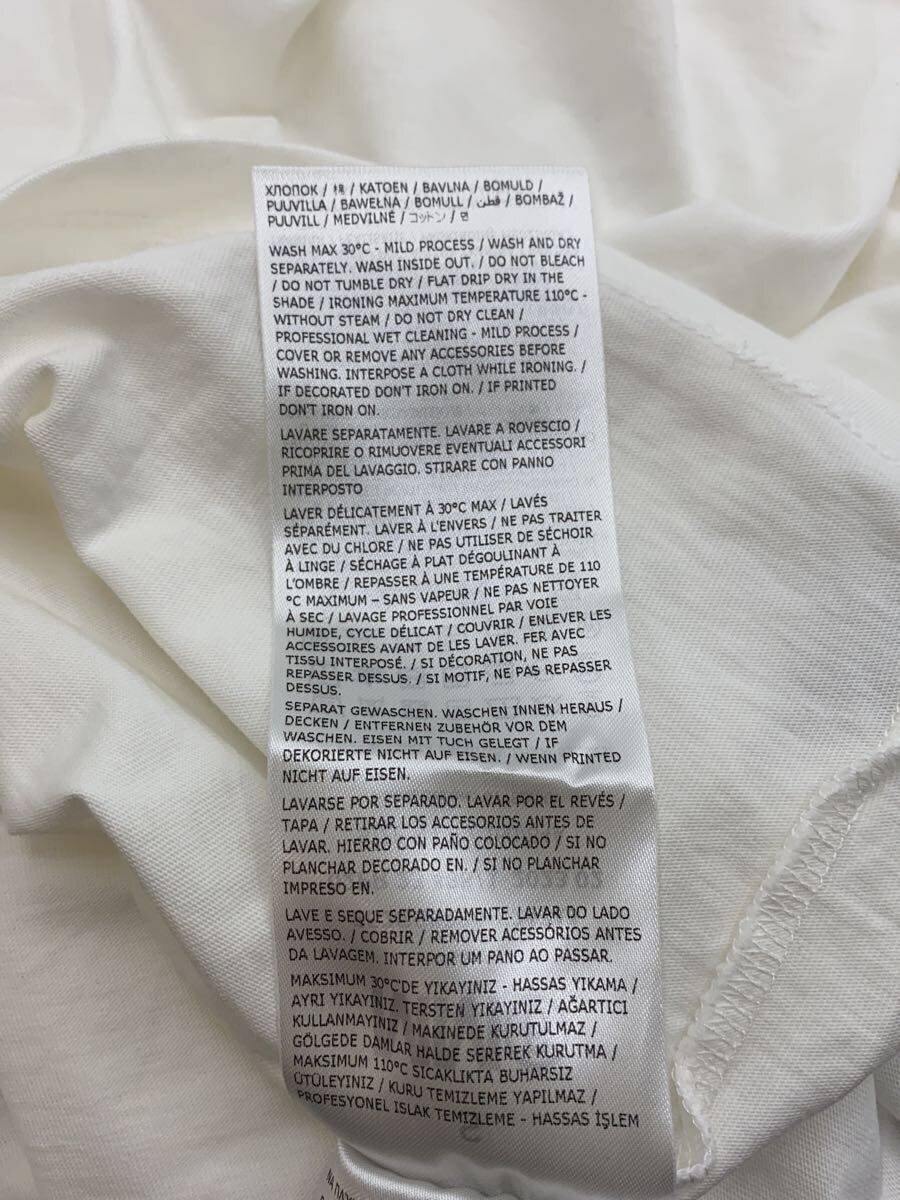 ХЛОПОК / 棉 / KATOEN / BAVLNA / BOMULD /
PUUVILLA / BAWEŁNA / BOMULL / قطن / BOMBAŽ /
PUUVILL / MEDVILNÉ / コットン / 면
WASH MAX 30°C - MILD PROCESS / WASH AND DRY
SEPARATELY. WASH INSIDE OUT. / DO NOT BLEACH
/ DO NOT TUMBLE DRY / FLAT DRIP DRY IN THE
SHADE / IRONING MAXIMUM TEMPERATURE 110°C -
WITHOUT STEAM / DO NOT DRY CLEAN /
PROFESSIONAL WET CLEANING - MILD PROCESS /
COVER OR REMOVE ANY ACCESSORIES BEFORE
WASHING. INTERPOSE A CLOTH WHILE IRONING. /
IF DECORATED DON'T IRON ON. / IF PRINTED
DON'T IRON ON.
LAVARE SEPARATAMENTE. LAVARE A ROVESCIO /
RICOPRIRE O RIMUOVERE EVENTUALI ACCESSORI
PRIMA DEL LAVAGGIO. STIRARE CON PANNO
INTERPOSTO
LAVER DÉLICATEMENT À 30°C MAX / LAVÉS
SÉPARÉMENT. LAVER À L'ENVERS / NE PAS TRAITER
AVEC DU CHLORE / NE PAS UTILISER DE SÉCHOIR
À LINGE / SÉCHAGE À PLAT DÉGOULINANT À
L'OMBRE / REPASSER À UNE TEMPÉRATURE DE 110
°C MAXIMUM – SANS VAPEUR / NE PAS NETTOYER
À SEC / LAVAGE PROFESSIONNEL PAR VOIE
HUMIDE, CYCLE DÉLICAT / COUVRIR / ENLEVER LES
ACCESSOIRES AVANT DE LES LAVER. FER AVEC
TISSU INTERPOSÉ. / SI DÉCORATION, NE PAS
REPASSER DESSUS. / SI MOTIF, NE PAS REPASSER
DESSUS.
SEPARAT GEWASCHEN. WASCHEN INNEN HERAUS /
DECKEN / ENTFERNEN ZUBEHÖR VOR DEM
WASCHEN. EISEN MIT TUCH GELEGT / IF
DEKORIERTE NICHT AUF EISEN. / WENN PRINTED
NICHT AUF EISEN.
LAVARSE POR SEPARADO. LAVAR POR EL REVÉS /
TAPA / RETIRAR LOS ACCESORIOS ANTES DE
LAVAR. HIERRO CON PAÑO COLOCADO / SI NO
PLANCHAR DECORADO EN. / SI NO PLANCHAR
IMPRESO EN.
LAVE E SEQUE SEPARADAMENTE. LAVAR DO LADO
AVESSO. / COBRIR / REMOVER ACESSÓRIOS ANTES
DA LAVAGEM. INTERPOR UM PANO AO PASSAR.
MAKSIMUM 30°C'DE YIKAYINIZ - HASSAS YIKAMA /
AYRI YIKAYINIZ. TERSTEN YIKAYINIZ / AĞARTICI
KULLANMAYINIZ / MAKINEDE KURUTULMAZ /
GÖLGEDE DAMLAR HALDE SEREREK KURUTMA /
MAKSIMUM 110°C SICAKLIKTA BUHARSIZ
ÜTÜLEYINIZ / KURU TEMIZLEME YAPILMAZ /
PROFESYONEL ISLAK TEMIZLEME - HASSAS İŞLEM